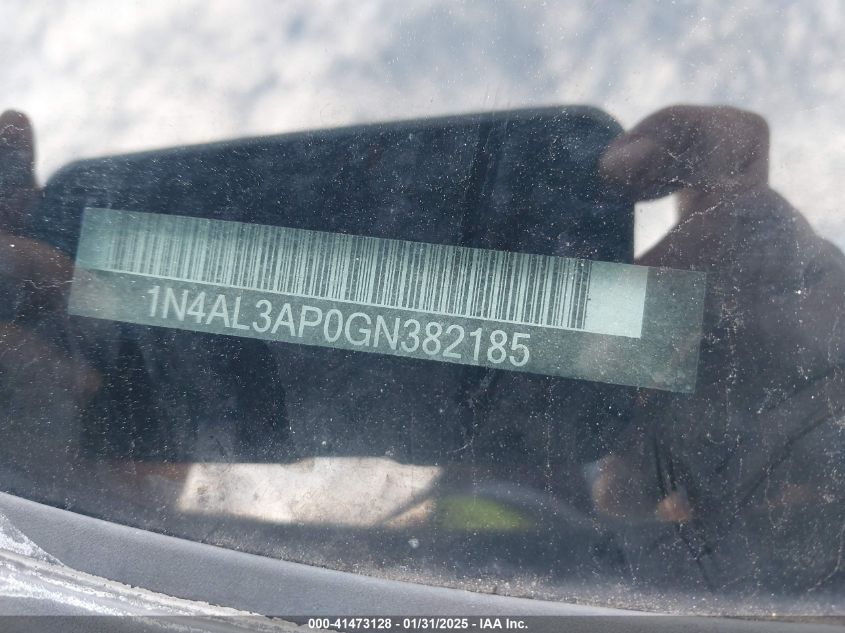 1N4AL3AP0GN382185
000-41473128 - 01/31/2025 - IAA Inc.